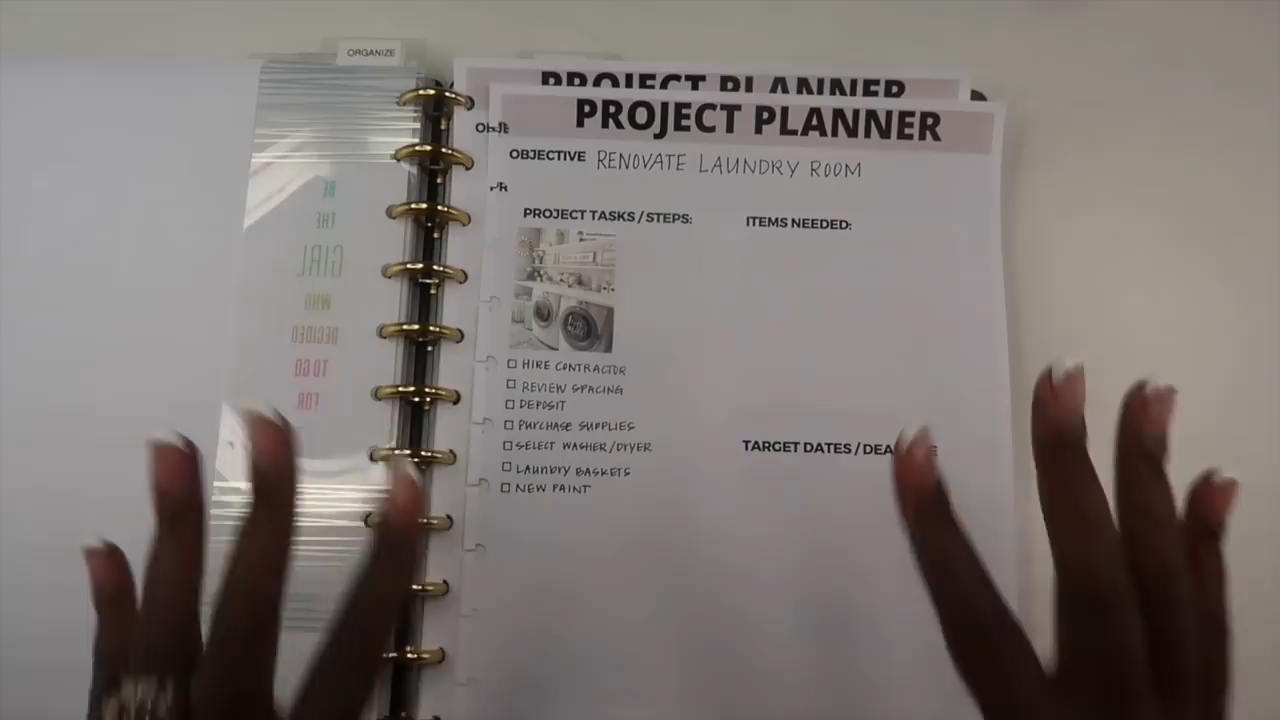 ORGANIZE
PROJECT PLANNER
PROJECT PLANNER
OBJECTIVE RENOVATE LAUNDRY ROOM
PROJECT TASKS / STEPS:
HIRE CONTRACTOR
REVIEW SPACING
DEPOSIT
PURCHASE SUPPLIES
SELECT WASHER/DRYER
LAUNDRY BASKETS
NEW PAINT
ITEMS NEEDED:
TARGET DATES /
BE
THE
GIRL
WHO
DECIDED
TO GO
FOR